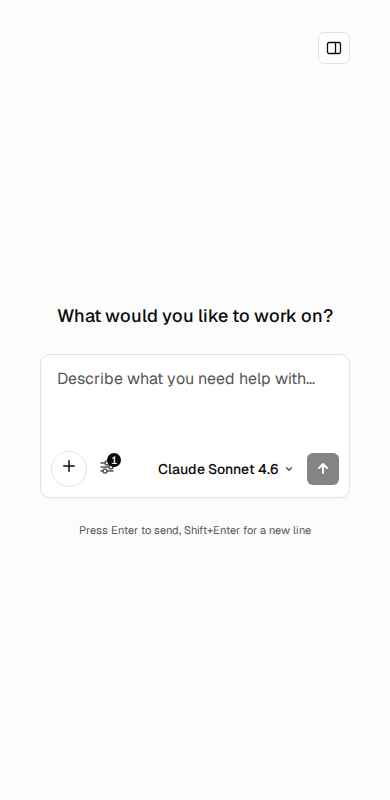 What would you like to work on?
Describe what you need help with...
1
Claude Sonnet 4.6
Press Enter to send, Shift+Enter for a new line